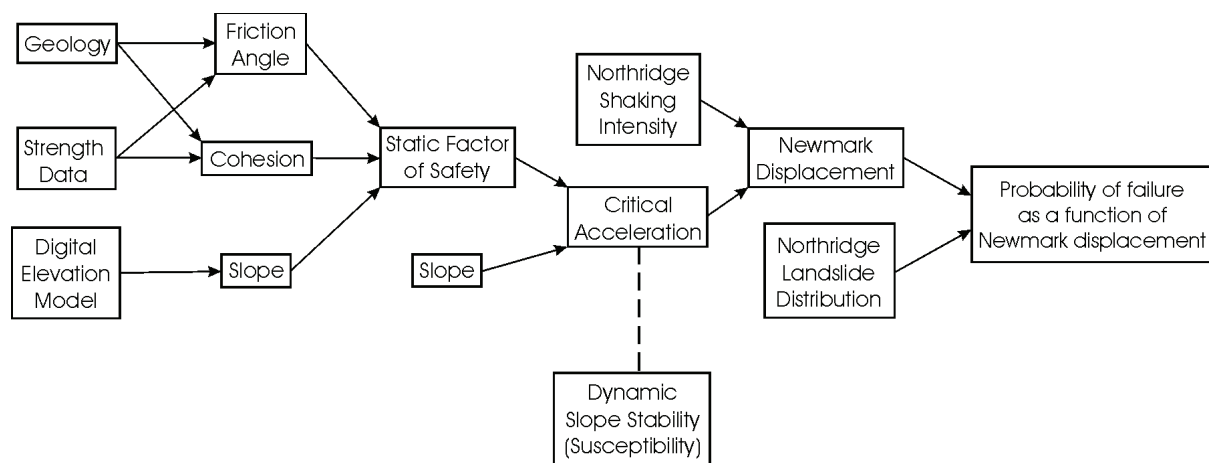 Geology
Friction
Angle
Strength
Data
Cohesion
Digital
Elevation
Model
Slope
Static Factor
of Safety
Slope
Northridge
Shaking
Intensity
Critical
Acceleration
Dynamic
Slope Stability
(Susceptibility)
Newmark
Displacement
Northridge
Landslide
Distribution
Probability of failure
as a function of
Newmark displacement